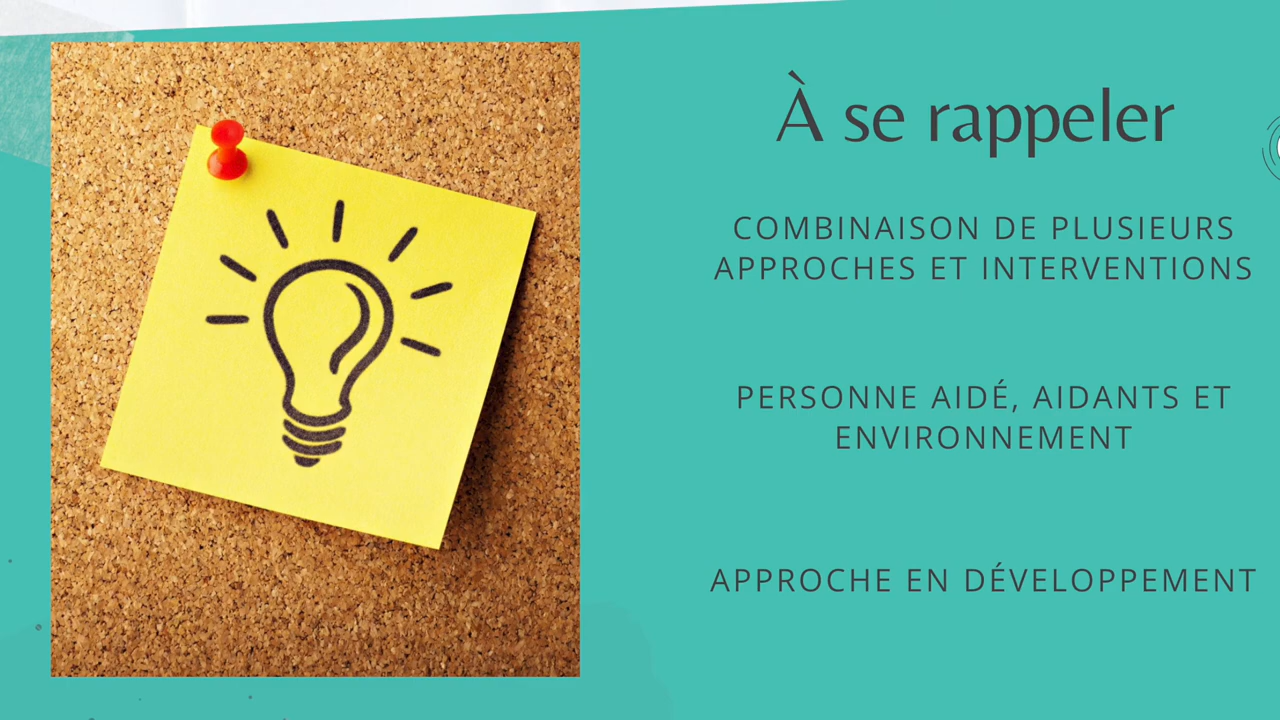 À se rappeler
COMBINAISON DE PLUSIEURS
APPROCHES ET INTERVENTIONS
PERSONNE AIDÉ, AIDANTS ET
ENVIRONNEMENT
APPROCHE EN DÉVELOPPEMENT